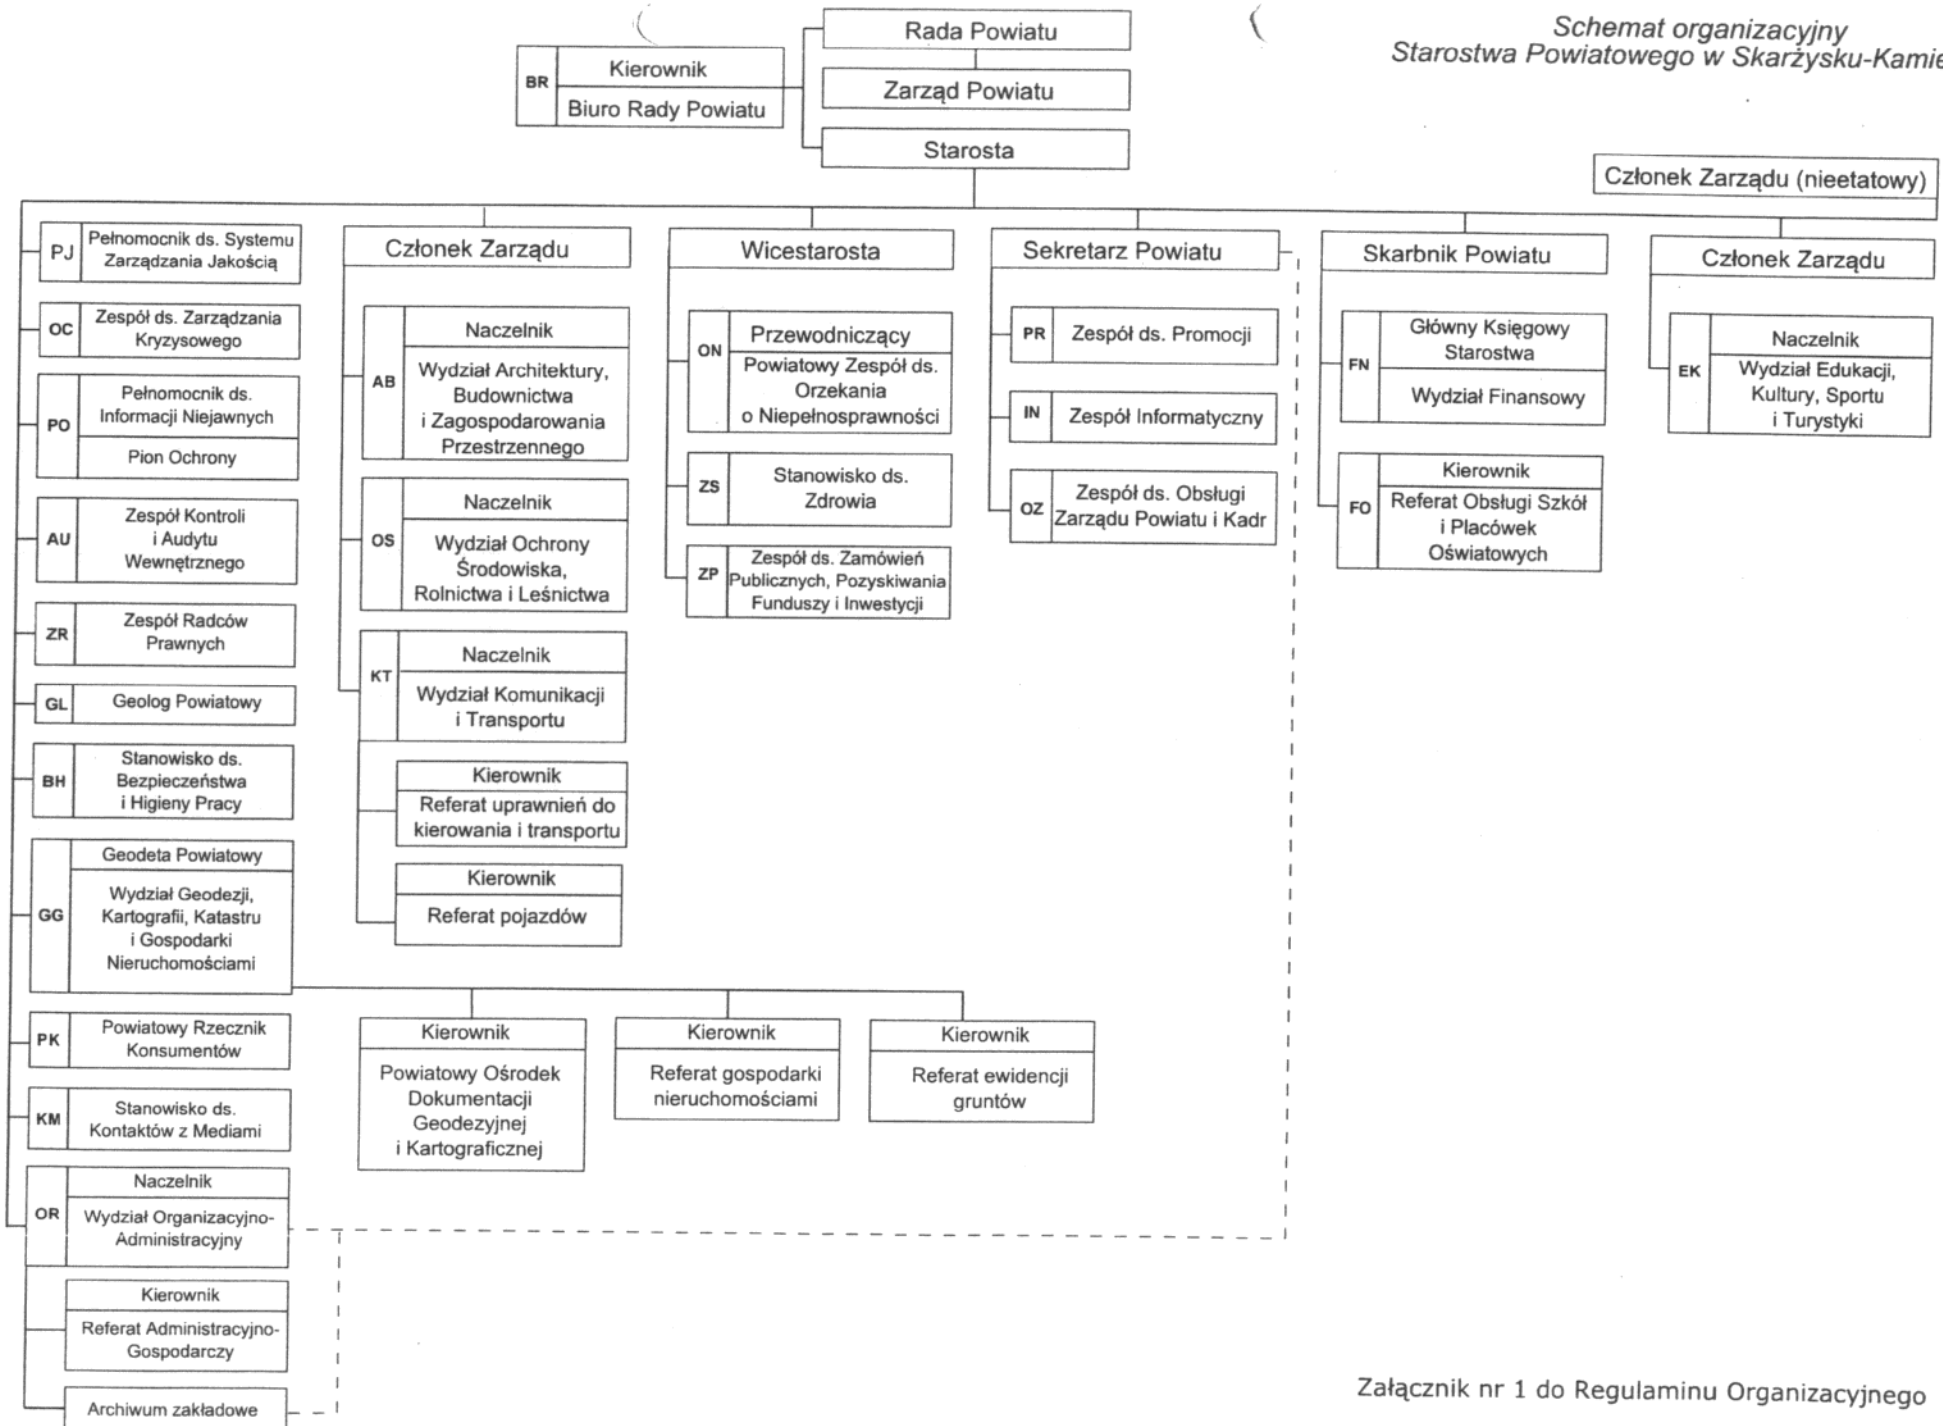 Schemat organizacyjny
Starostwa Powiatowego w Skarżysku-Kamie
Rada Powiatu
BR
Kierownik
Biuro Rady Powiatu
Zarząd Powiatu
Starosta
Członek Zarządu (nieetatowy)
PJ
Pełnomocnik ds. Systemu
Zarządzania Jakością
OC
Zespół ds. Zarządzania
Kryzysowego
PO
Pełnomocnik ds.
Informacji Niejawnych
Pion Ochrony
AU
Zespół Kontroli
i Audytu
Wewnętrznego
ZR
Zespół Radców
Prawnych
GL
Geolog Powiatowy
BH
Stanowisko ds.
Bezpieczeństwa
i Higieny Pracy
GG
Geodeta Powiatowy
Wydział Geodezji,
Kartografii, Katastru
i Gospodarki
Nieruchomościami
Kierownik
Powiatowy Ośrodek
Dokumentacji
Geodezyjnej
i Kartograficznej
Kierownik
Referat gospodarki
nieruchomościami
Kierownik
Referat ewidencji
gruntów
PK
Powiatowy Rzecznik
Konsumentów
KM
Stanowisko ds.
Kontaktów z Mediami
OR
Naczelnik
Wydział Organizacyjno-
Administracyjny
Kierownik
Referat Administracyjno-
Gospodarczy
Archiwum zakładowe
Członek Zarządu
AB
Naczelnik
Wydział Architektury,
Budownictwa
i Zagospodarowania
Przestrzennego
OS
Naczelnik
Wydział Ochrony
Środowiska,
Rolnictwa i Leśnictwa
KT
Naczelnik
Wydział Komunikacji
i Transportu
Kierownik
Referat uprawnień do
kierowania i transportu
Kierownik
Referat pojazdów
Wicestarosta
ON
Przewodniczący
Powiatowy Zespół ds.
Orzekania
o Niepełnosprawności
ZS
Stanowisko ds.
Zdrowia
ZP
Zespół ds. Zamówień
Publicznych, Pozyskiwania
Funduszy i Inwestycji
Sekretarz Powiatu
PR
Zespół ds. Promocji
IN
Zespół Informatyczny
OZ
Zespół ds. Obsługi
Zarządu Powiatu i Kadr
Skarbnik Powiatu
FN
Główny Księgowy
Starostwa
Wydział Finansowy
FO
Kierownik
Referat Obsługi Szkół
i Placówek
Oświatowych
Członek Zarządu
EK
Naczelnik
Wydział Edukacji,
Kultury, Sportu
i Turystyki
Załącznik nr 1 do Regulaminu Organizacyjnego